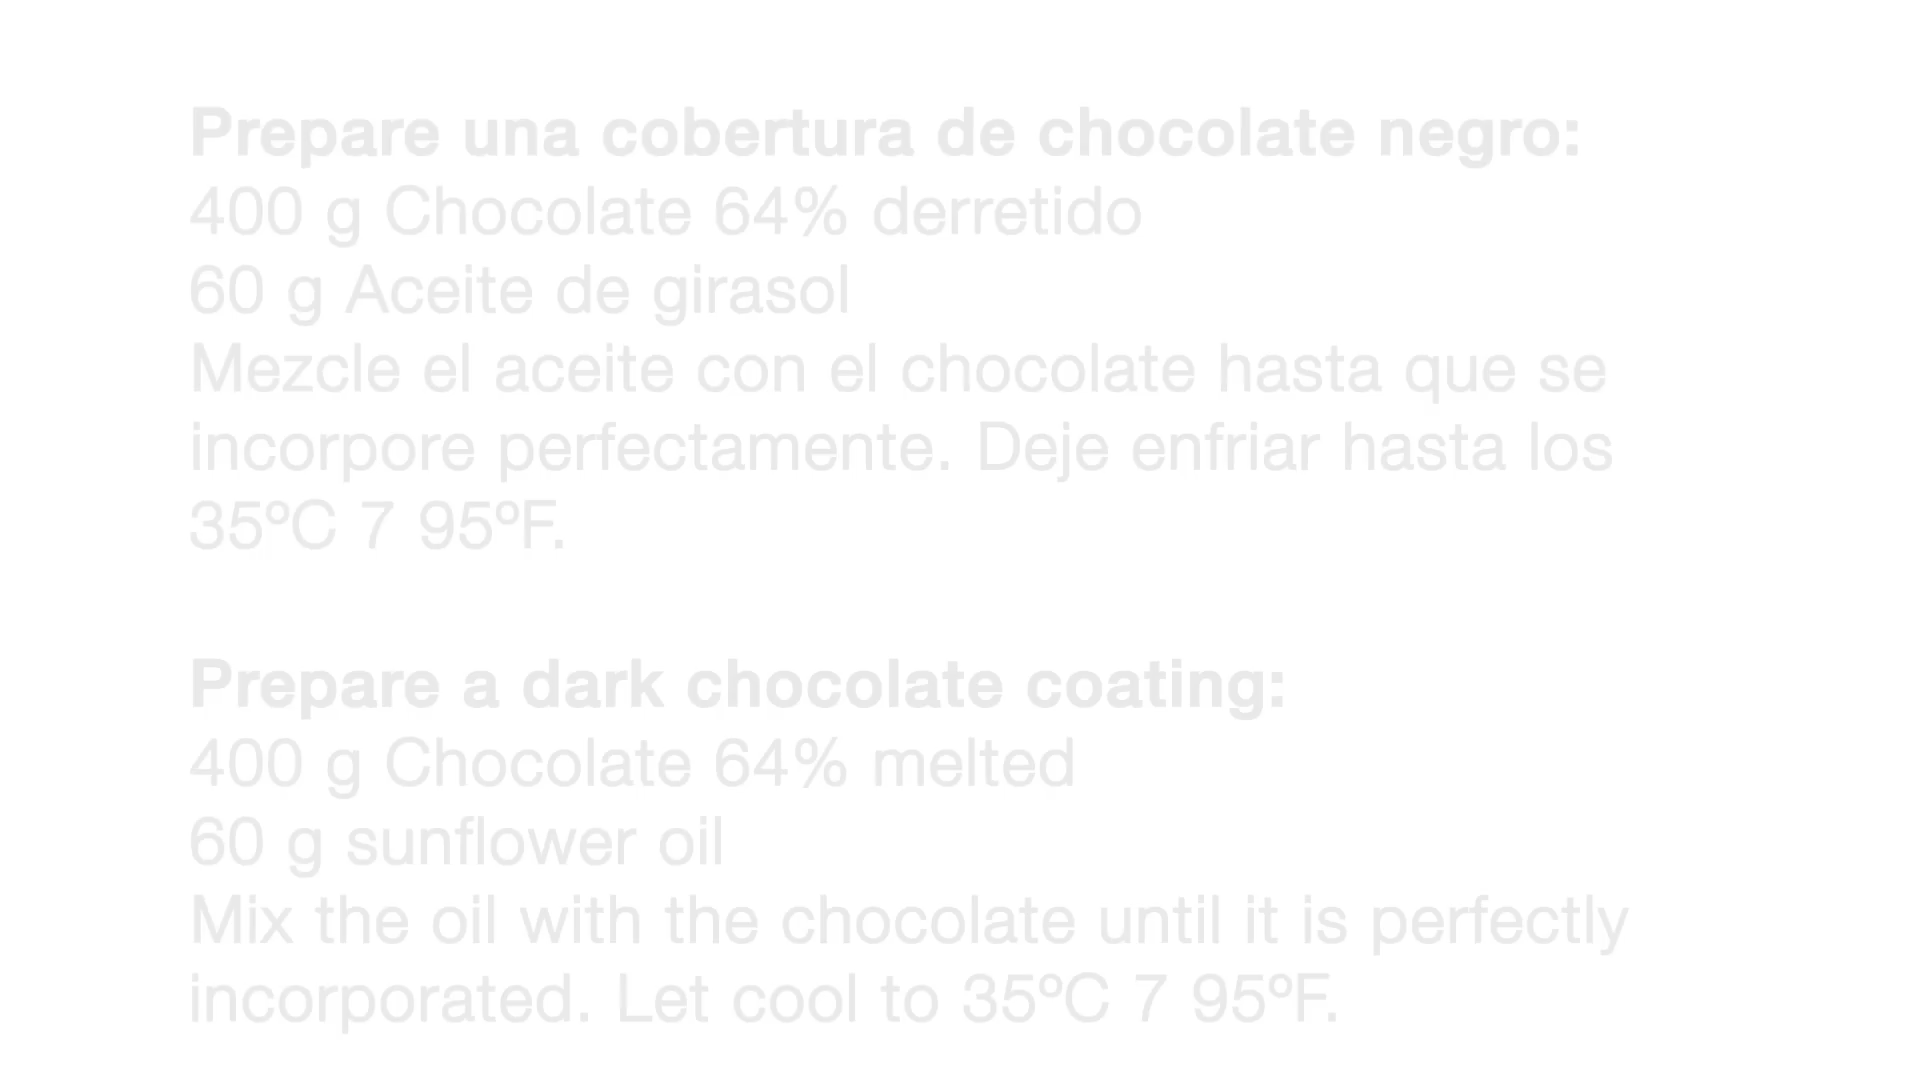 Prepare una cobertura de chocolate negro:
400 g Chocolate 64% derretido
60 g Aceite de girasol
Mezcle el aceite con el chocolate hasta que se
incorpore perfectamente. Deje enfriar hasta los
35ºC 7 95ºF.
Prepare a dark chocolate coating:
400 g Chocolate 64% melted
60 g sunflower oil
Mix the oil with the chocolate until it is perfectly
incorporated. Let cool to 35ºC 7 95ºF.